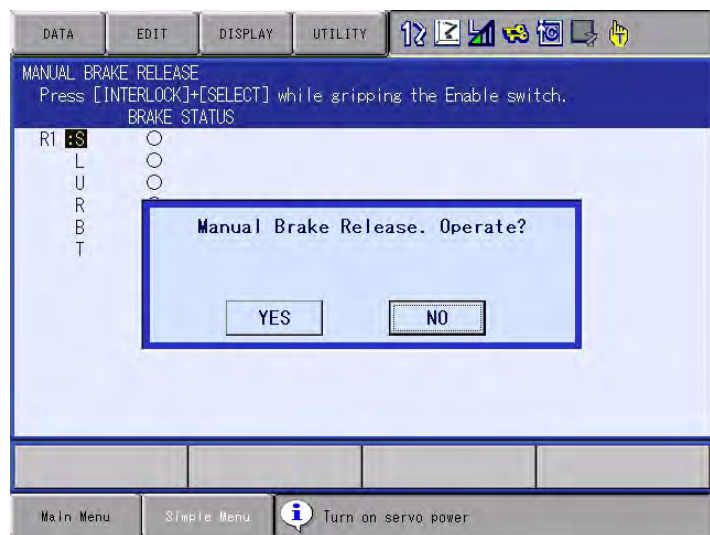 DATA EDIT DISPLAY UTILITY
MANUAL BRAKE RELEASE
Press [INTERLOCK]+[SELECT] while gripping the Enable switch.
BRAKE STATUS
R1 :S
L
U
R
B
T
Manual Brake Release. Operate?
YES NO
Main Menu Simple Menu Turn on servo power